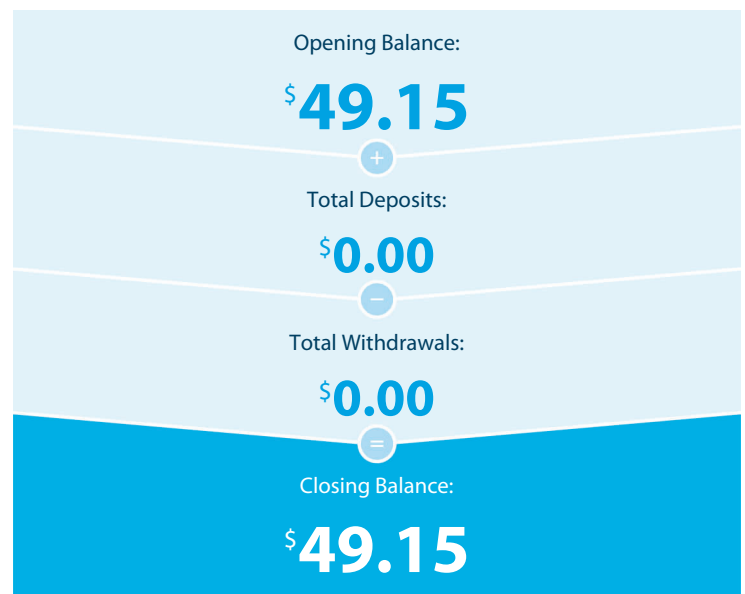 Opening Balance:
$49.15
+
Total Deposits:
$0.00
−
Total Withdrawals:
$0.00
=
Closing Balance:
$49.15